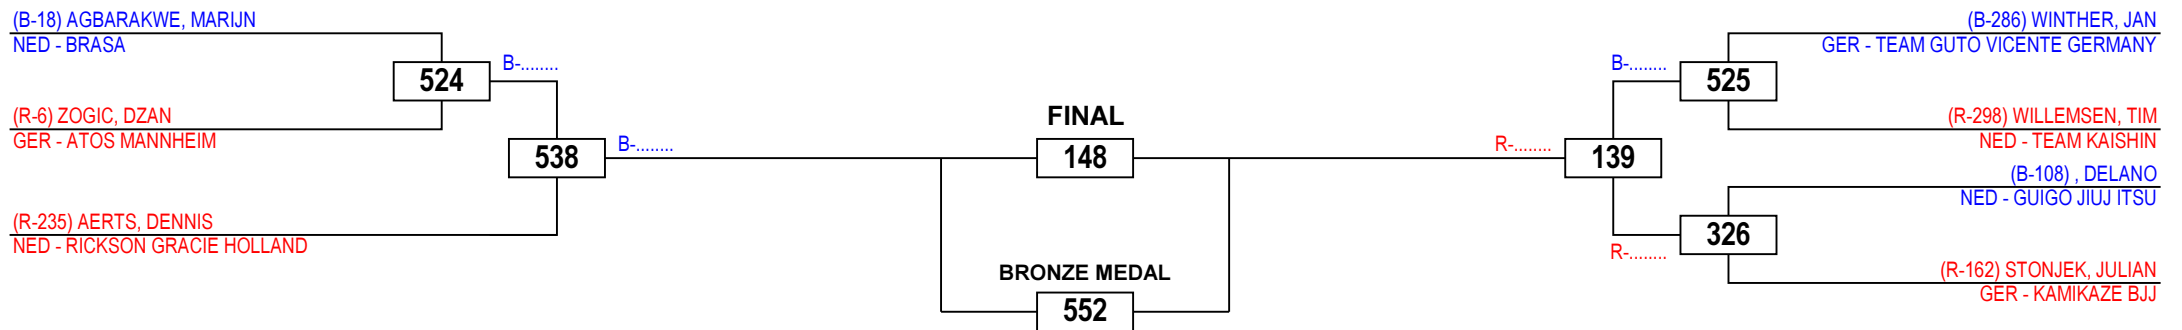 (B-18) AGBARAKWE, MARIJN
NED - BRASA
524
B-........
(R-6) ZOGIC, DZAN
GER - ATOS MANNHEIM
538
B-........
(R-235) AERTS, DENNIS
NED - RICKSON GRACIE HOLLAND
FINAL
148
BRONZE MEDAL
552
(B-286) WINTHER, JAN
GER - TEAM GUTO VICENTE GERMANY
B-........
525
(R-298) WILLEMSEN, TIM
NED - TEAM KAISHIN
R-........
139
(B-108) , DELANO
NED - GUIGO JIUJ ITSU
326
R-........
(R-162) STONJEK, JULIAN
GER - KAMIKAZE BJJ